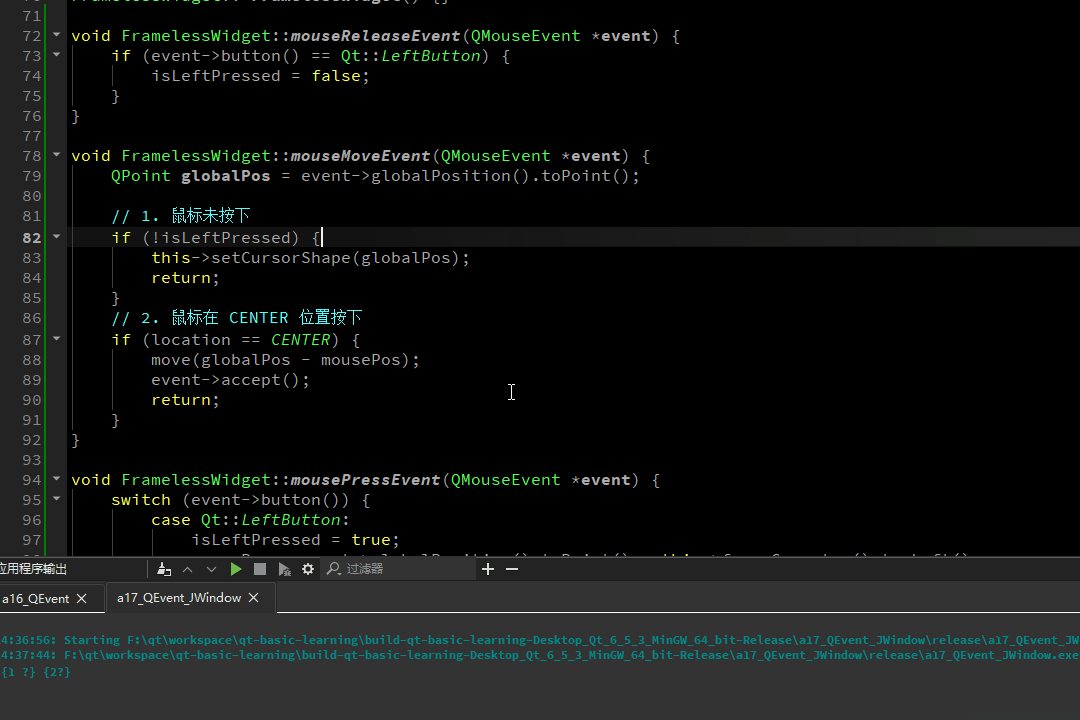 71
72 void FramelessWidget::mouseReleaseEvent(QMouseEvent *event) {
73 if (event->button() == Qt::LeftButton) {
74 isLeftPressed = false;
75 }
76 }
77
78 void FramelessWidget::mouseMoveEvent(QMouseEvent *event) {
79 QPoint globalPos = event->globalPosition().toPoint();
80
81 // 1. 鼠标未按下
82 if (!isLeftPressed) {
83 this->setCursorShape(globalPos);
84 return;
85 }
86 // 2. 鼠标在 CENTER 位置按下
87 if (location == CENTER) {
88 move(globalPos - mousePos);
89 event->accept();
90 return;
91 }
92 }
93
94 void FramelessWidget::mousePressEvent(QMouseEvent *event) {
95 switch (event->button()) {
96 case Qt::LeftButton:
97 isLeftPressed = true;
应用程序输出 过滤器
a16_QEvent a17_QEvent_JWindow
4:36:56: Starting F:\qt\workspace\qt-basic-learning\build-qt-basic-learning-Desktop_Qt_6_5_3_MinGW_64_bit-Release\a17_QEvent_JWindow\release\a17_QEvent_JW
4:37:44: F:\qt\workspace\qt-basic-learning\build-qt-basic-learning-Desktop_Qt_6_5_3_MinGW_64_bit-Release\a17_QEvent_JWindow\release\a17_QEvent_JWindow.exe
{1 ?} {2?}